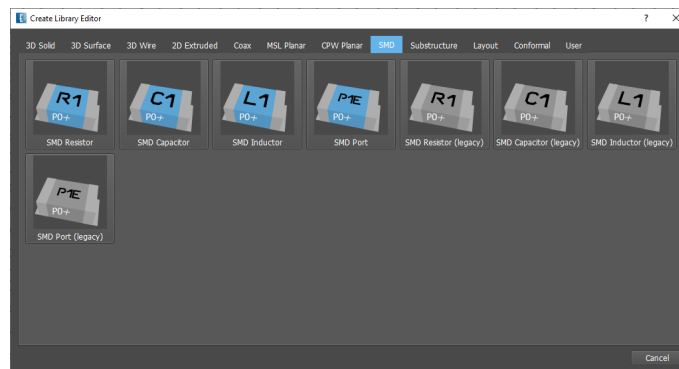 Create Library Editor ? X
3D Solid 3D Surface 3D Wire 2D Extruded Coax MSL Planar CPW Planar SMD Substructure Layout Conformal User
R1 C1 L1 P1E R1 C1 L1
P0+ P0+ P0+ P0+ P0+ P0+ P0+
SMD Resistor SMD Capacitor SMD Inductor SMD Port SMD Resistor (legacy) SMD Capacitor (legacy) SMD Inductor (legacy)
P1E
P0+
SMD Port (legacy)
Cancel